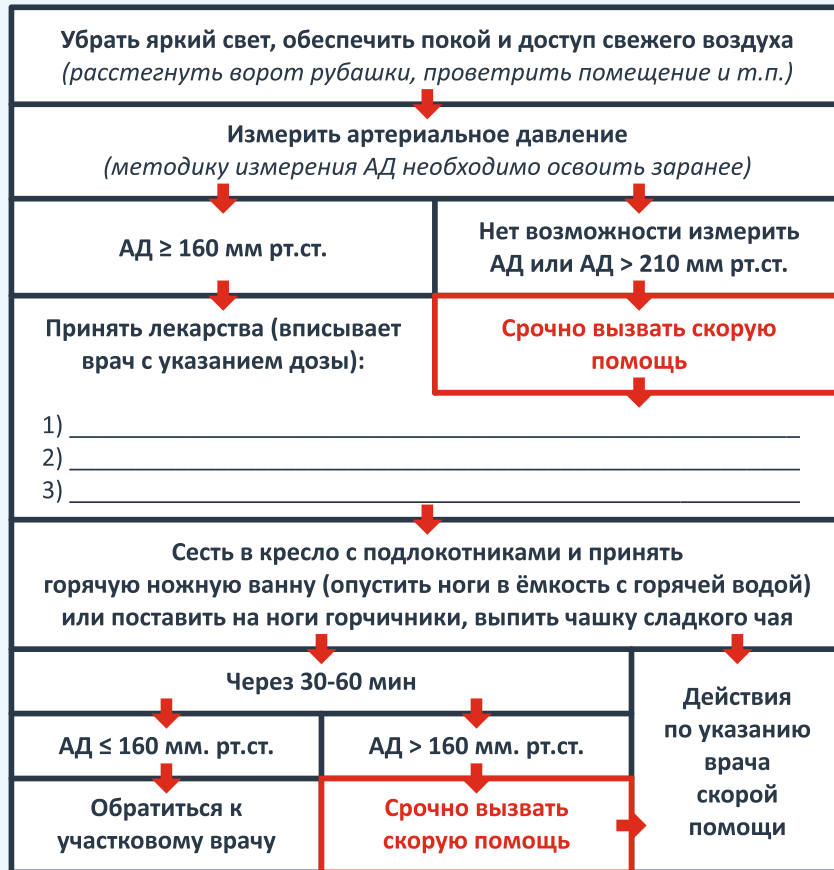 Убрать яркий свет, обеспечить покой и доступ свежего воздуха
(расстегнуть ворот рубашки, проветрить помещение и т.п.)
Измерить артериальное давление
(методику измерения АД необходимо освоить заранее)
АД ≥ 160 мм рт.ст.
Нет возможности измерить
АД или АД > 210 мм рт.ст.
Принять лекарства (вписывает
врач с указанием дозы):
Срочно вызвать скорую
помощь
1)
2)
3)
Сесть в кресло с подлокотниками и принять
горячую ножную ванну (опустить ноги в ёмкость с горячей водой)
или поставить на ноги горчичники, выпить чашку сладкого чая
Через 30-60 мин
АД ≤ 160 мм. рт.ст.
АД > 160 мм. рт.ст.
Обратиться к
участковому врачу
Срочно вызвать
скорую помощь
Действия
по указанию
врача
скорой
помощи